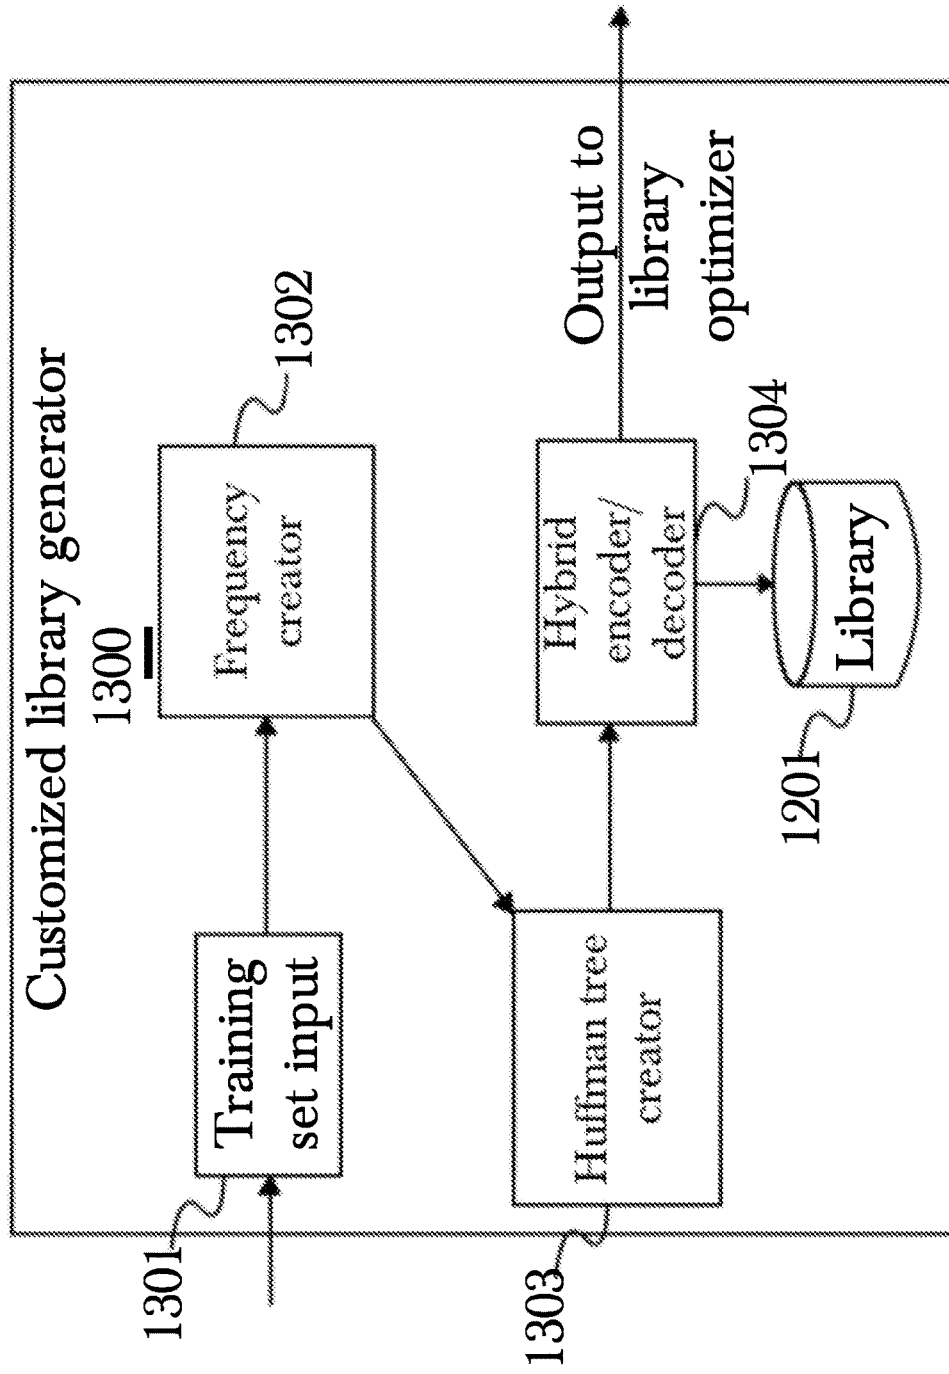 Customized library generator
1300
1301
Training
set input
Frequency
creator
1302
1303
Huffman tree
creator
Hybrid
encoder/
decoder
1304
Output to
library
optimizer
1201
Library